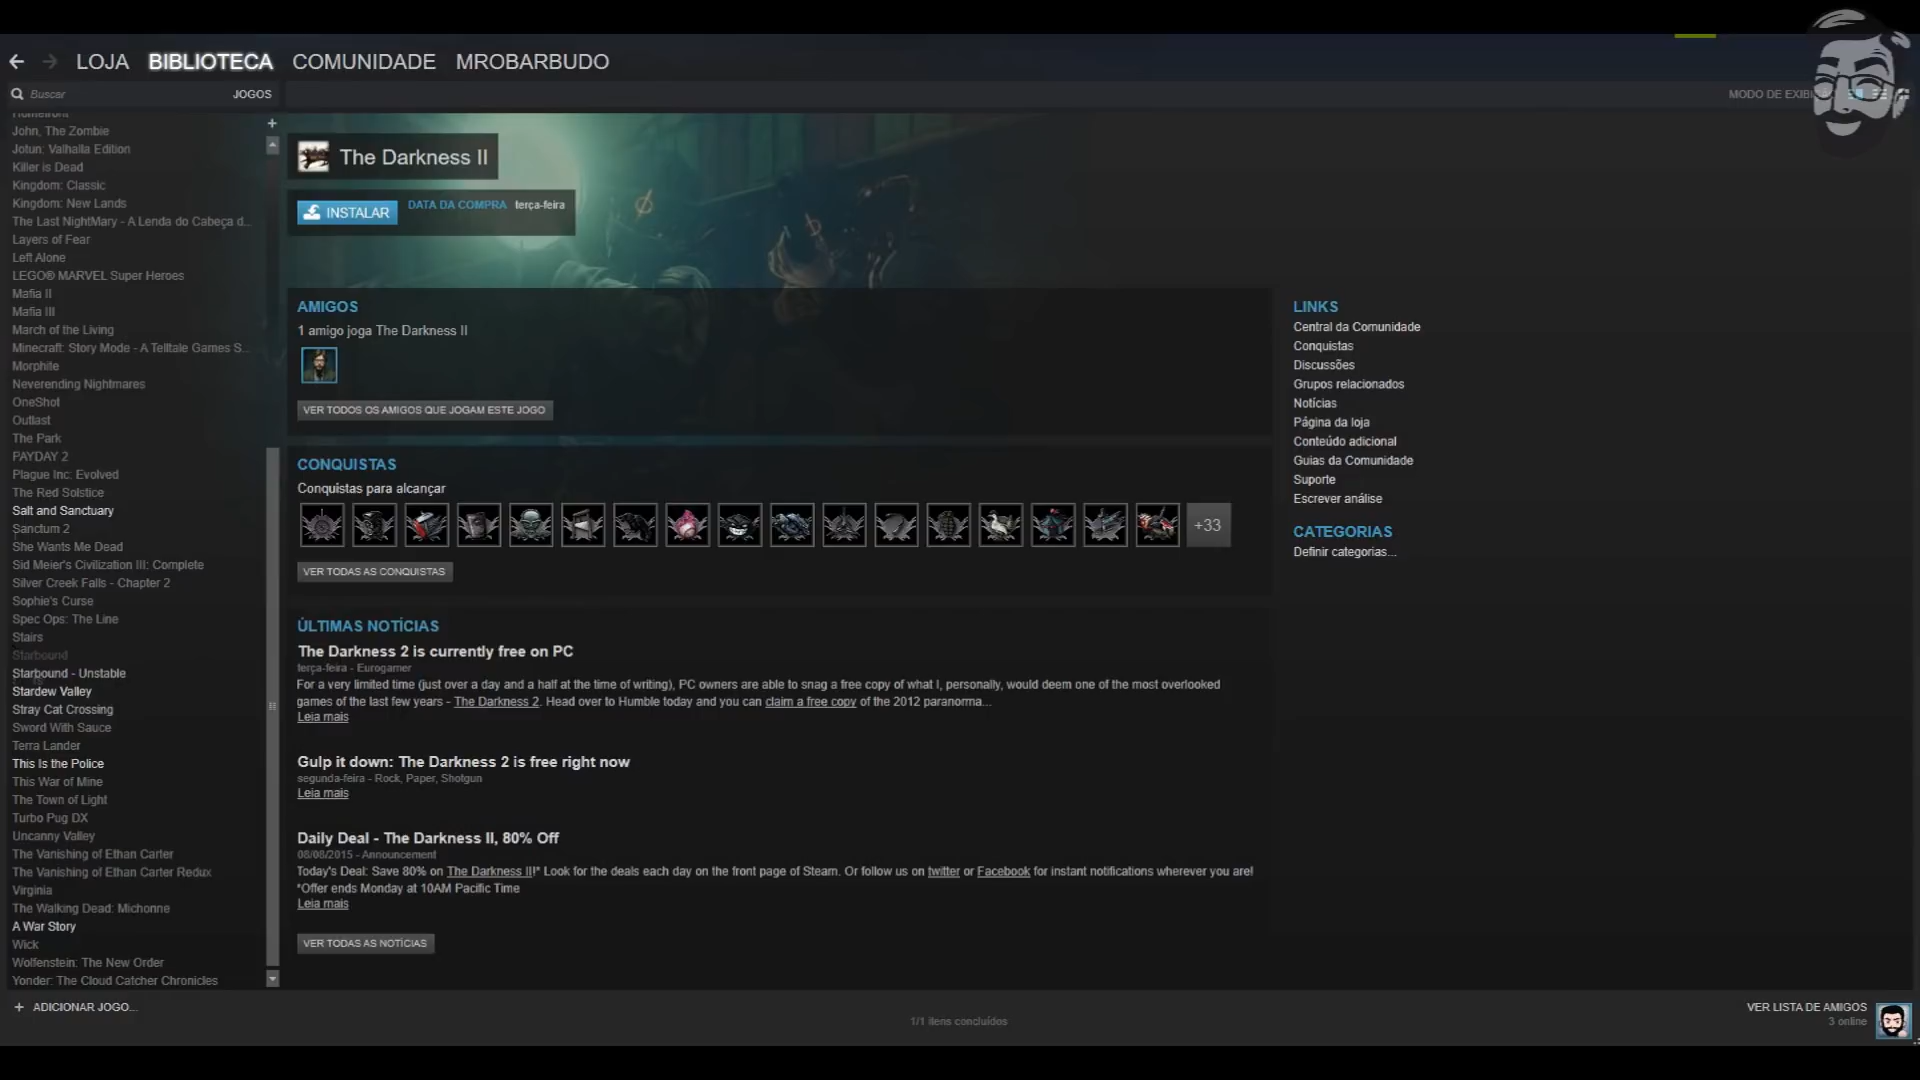 LOJA BIBLIOTECA COMUNIDADE MROBARBUDO
Buscar JOGOS
MODO DE
Homefront
John, The Zombie
Jotun: Valhalla Edition
Killer is Dead
Kingdom: Classic
Kingdom: New Lands
The Last NightMary - A Lenda do Cabeça d...
Layers of Fear
Left Alone
LEGO® MARVEL Super Heroes
Mafia II
Mafia III
March of the Living
Minecraft: Story Mode - A Telltale Games S...
Morphite
Neverending Nightmares
OneShot
Outlast
The Park
PAYDAY 2
Plague Inc: Evolved
The Red Solstice
Salt and Sanctuary
Sanctum 2
She Wants Me Dead
Sid Meier's Civilization III: Complete
Silver Creek Falls - Chapter 2
Sophie's Curse
Spec Ops: The Line
Stairs
Starbound
Starbound - Unstable
Stardew Valley
Stray Cat Crossing
Sword With Sauce
Terra Lander
This Is the Police
This War of Mine
The Town of Light
Turbo Pug DX
Uncanny Valley
The Vanishing of Ethan Carter
The Vanishing of Ethan Carter Redux
Virginia
The Walking Dead: Michonne
A War Story
Wick
Wolfenstein: The New Order
Yonder: The Cloud Catcher Chronicles
+ ADICIONAR JOGO...
The Darkness II
INSTALAR DATA DA COMPRA terça-feira
AMIGOS
1 amigo joga The Darkness II
VER TODOS OS AMIGOS QUE JOGAM ESTE JOGO
CONQUISTAS
Conquistas para alcançar
+33
VER TODAS AS CONQUISTAS
ÚLTIMAS NOTÍCIAS
The Darkness 2 is currently free on PC
terça-feira - Eurogamer
For a very limited time (just over a day and a half at the time of writing), PC owners are able to snag a free copy of what I, personally, would deem one of the most overlooked
games of the last few years - The Darkness 2. Head over to Humble today and you can claim a free copy of the 2012 paranorma...
Leia mais
Gulp it down: The Darkness 2 is free right now
segunda-feira - Rock, Paper, Shotgun
Leia mais
Daily Deal - The Darkness II, 80% Off
08/08/2015 - Announcement
Today's Deal: Save 80% on The Darkness II!* Look for the deals each day on the front page of Steam. Or follow us on twitter or Facebook for instant notifications wherever you are!
*Offer ends Monday at 10AM Pacific Time
Leia mais
VER TODAS AS NOTÍCIAS
LINKS
Central da Comunidade
Conquistas
Discussões
Grupos relacionados
Notícias
Página da loja
Conteúdo adicional
Guias da Comunidade
Suporte
Escrever análise
CATEGORIAS
Definir categorias...
1/1 itens concluídos
VER LISTA DE AMIGOS
3 online